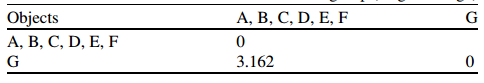 Objects A, B, C, D, E, F G
A, B, C, D, E, F 0
G 3.162 0